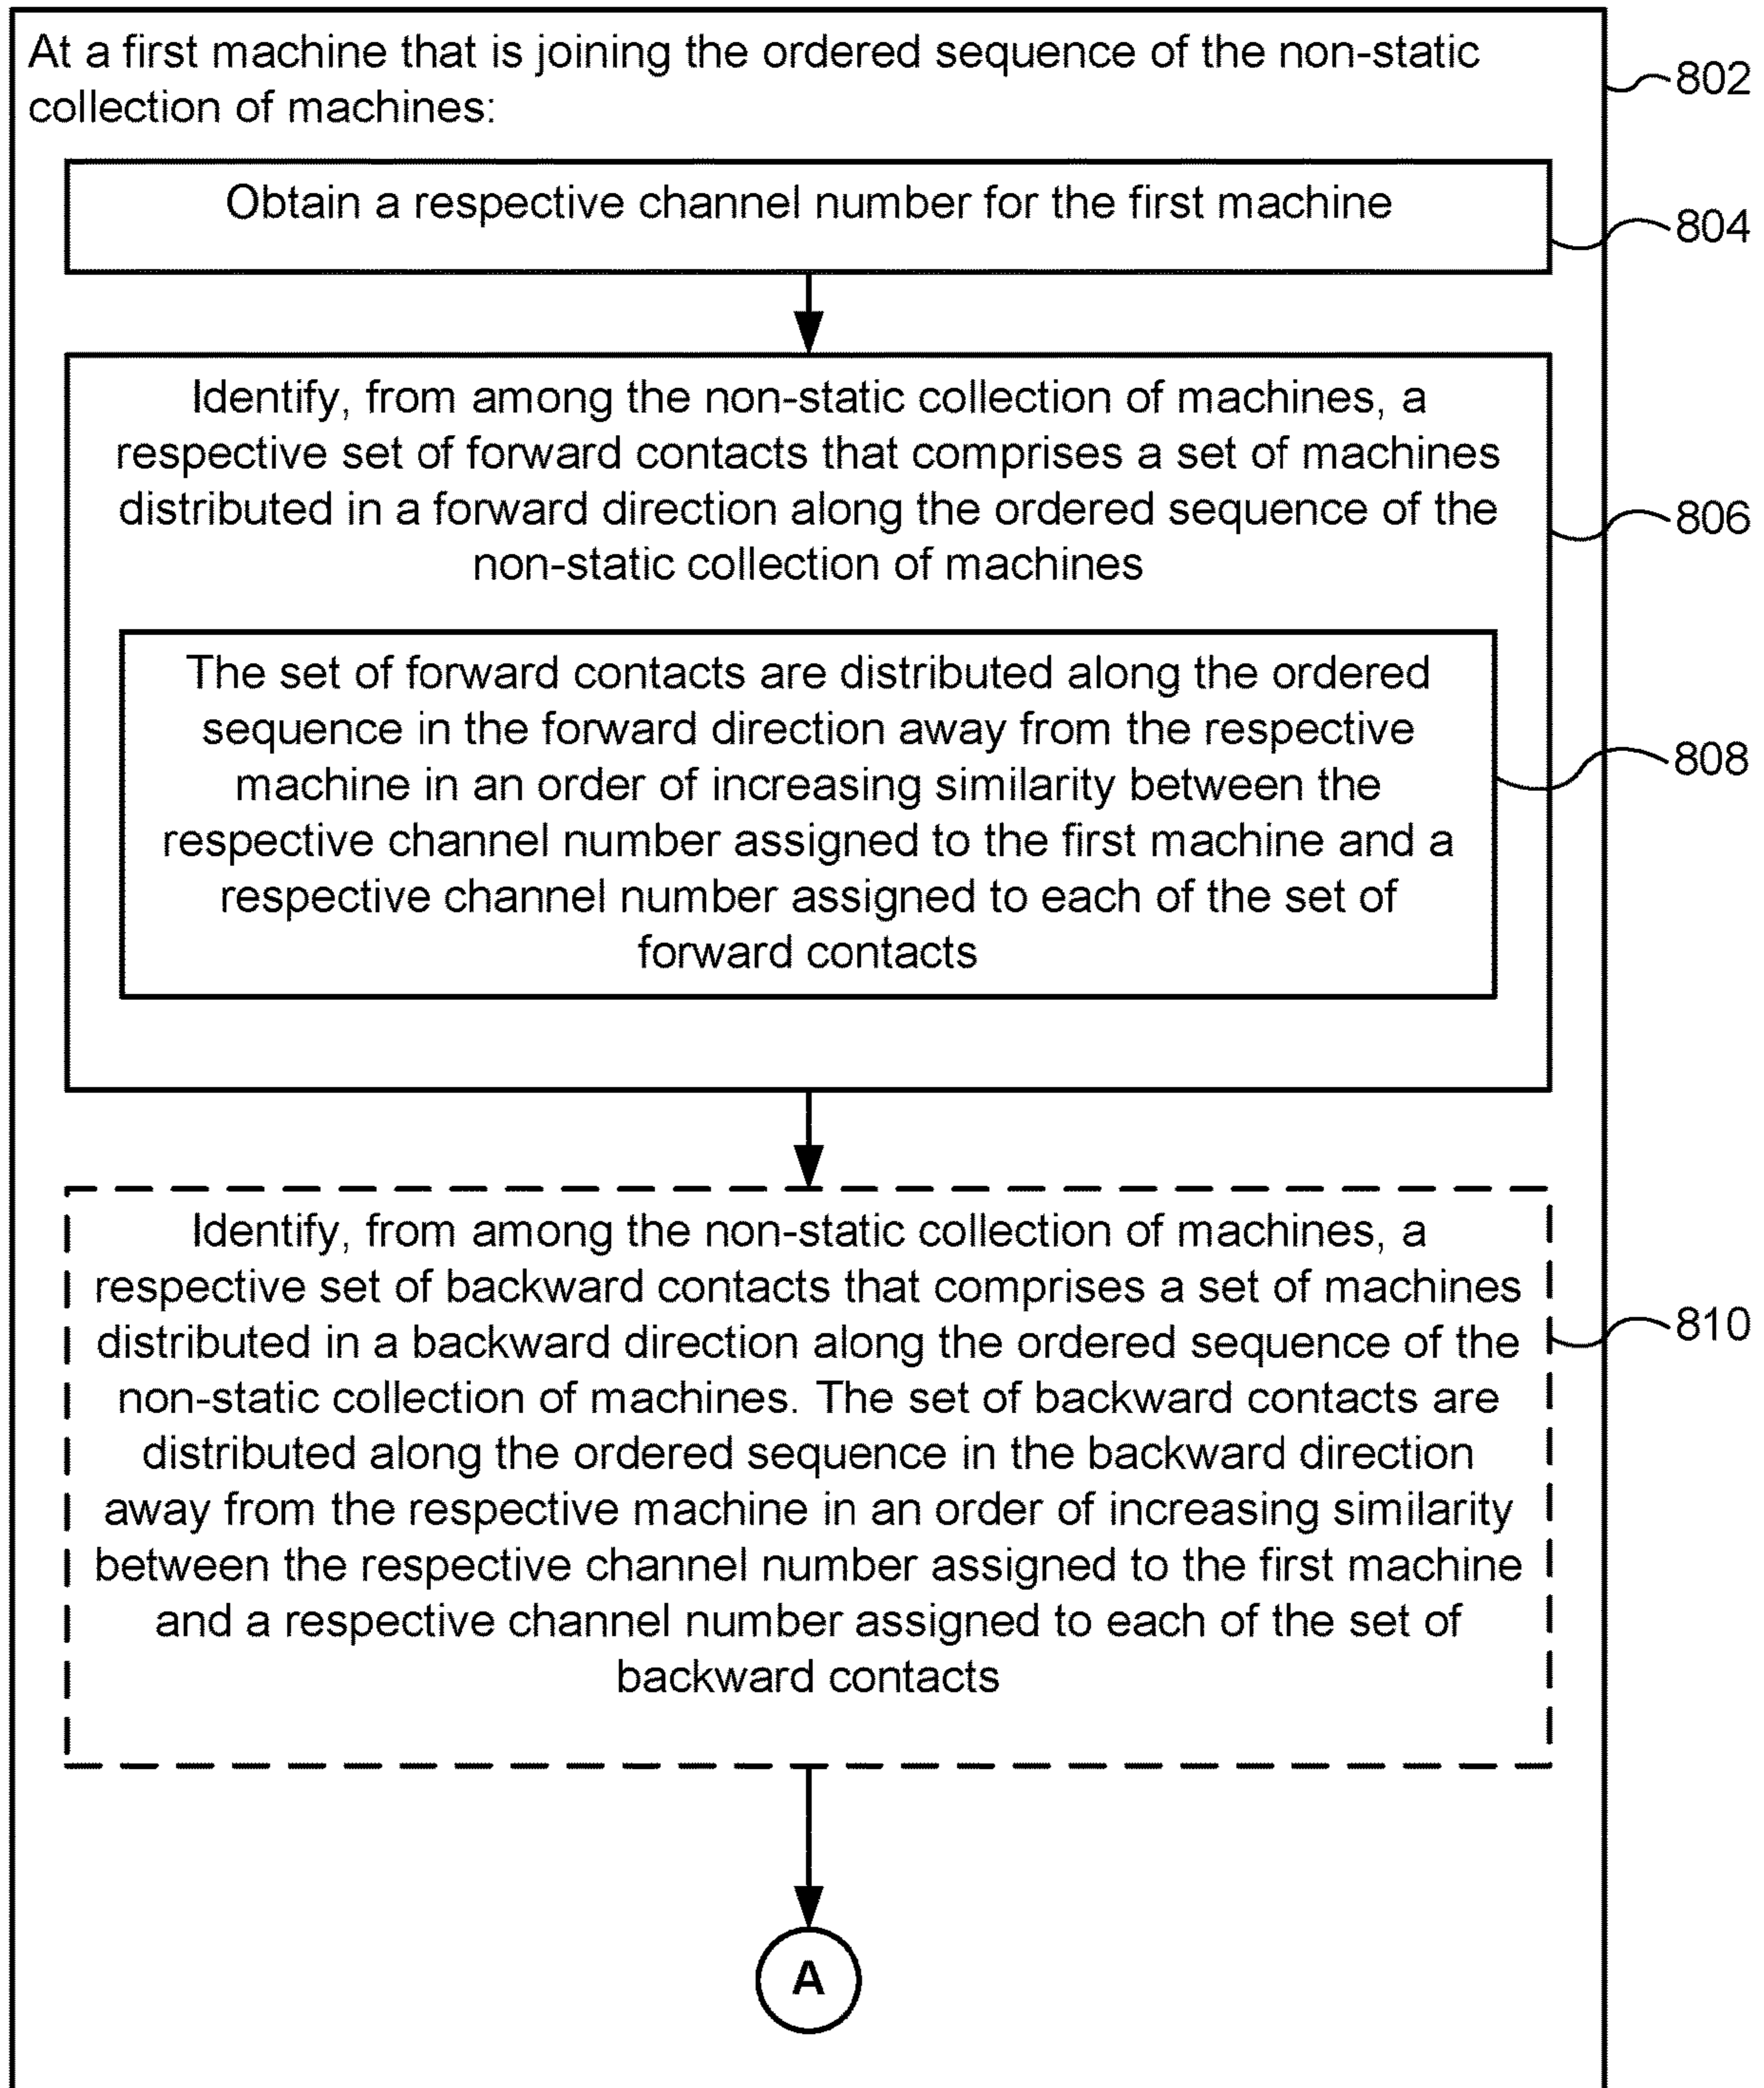 At a first machine that is joining the ordered sequence of the non-static
collection of machines:
802
Obtain a respective channel number for the first machine
804
Identify, from among the non-static collection of machines, a
respective set of forward contacts that comprises a set of machines
distributed in a forward direction along the ordered sequence of the
non-static collection of machines
806
The set of forward contacts are distributed along the ordered
sequence in the forward direction away from the respective
machine in an order of increasing similarity between the
respective channel number assigned to the first machine and a
respective channel number assigned to each of the set of
forward contacts
808
Identify, from among the non-static collection of machines, a
respective set of backward contacts that comprises a set of machines
distributed in a backward direction along the ordered sequence of the
non-static collection of machines. The set of backward contacts are
distributed along the ordered sequence in the backward direction
away from the respective machine in an order of increasing similarity
between the respective channel number assigned to the first machine
and a respective channel number assigned to each of the set of
backward contacts
810
A